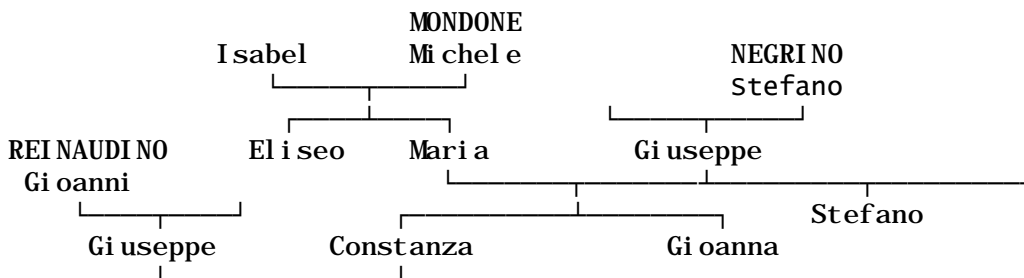 MONDONE
Isabel Michele NEGRINO
Stefano
REINAUDINO Eliseo Maria Giuseppe
Gioanni
Stefano
Giuseppe Constanza Gioanna